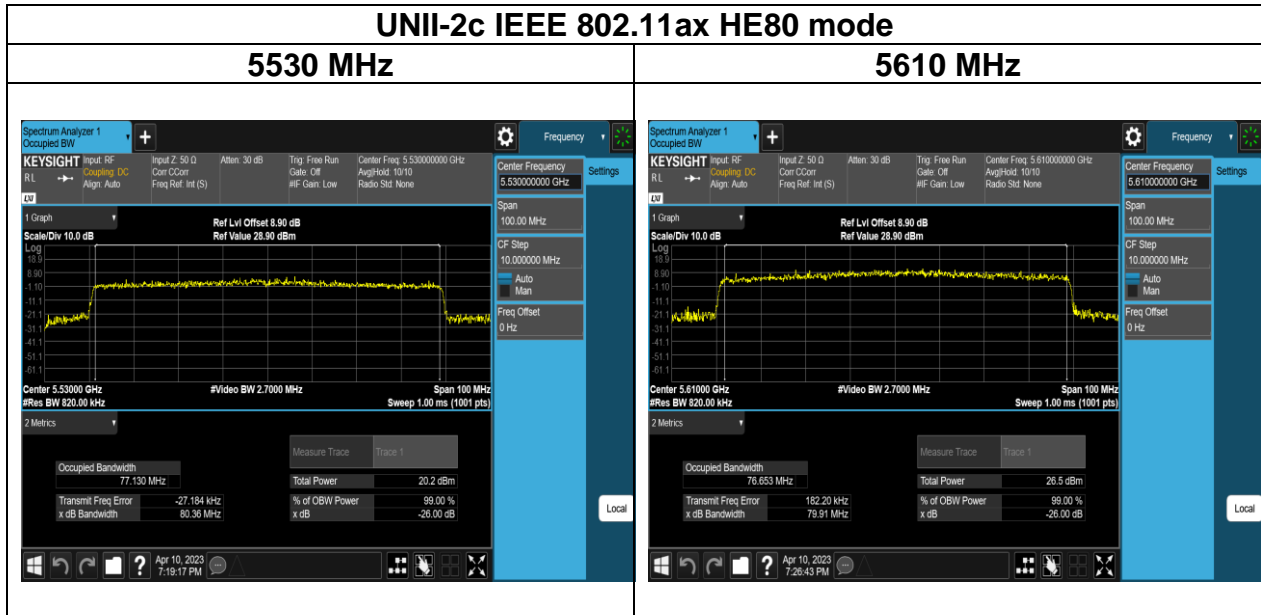 UNII-2c IEEE 802.11ax HE80 mode
5530 MHz
5610 MHz
Spectrum Analyzer 1
Occupied BW
+
Frequency
KEYSIGHT
RL
LXI
Input: RF
Coupling: DC
Align: Auto
Input Z: 50 Ω
Corr CCorr
Freq Ref: Int (S)
Atten: 30 dB
Trig: Free Run
Gate: Off
#IF Gain: Low
Center Freq: 5.530000000 GHz
Avg|Hold: 10/10
Radio Std: None
Center Frequency
5.530000000 GHz
Settings
Span
100.00 MHz
CF Step
10.000000 MHz
Auto
Man
Freq Offset
0 Hz
1 Graph
Scale/Div 10.0 dB
Ref Lvl Offset 8.90 dB
Ref Value 28.90 dBm
Log
18.9
8.90
-1.10
-11.1
-21.1
-31.1
-41.1
-51.1
-61.1
Center 5.53000 GHz
#Res BW 820.00 kHz
#Video BW 2.7000 MHz
Span 100 MHz
Sweep 1.00 ms (1001 pts)
2 Metrics
Measure Trace Trace 1
Occupied Bandwidth
77.130 MHz
Total Power 20.2 dBm
Transmit Freq Error -27.184 kHz
% of OBW Power 99.00 %
x dB Bandwidth 80.36 MHz
x dB -26.00 dB
Local
?
Apr 10, 2023
7:19:17 PM
Spectrum Analyzer 1
Occupied BW
+
Frequency
KEYSIGHT
RL
LXI
Input: RF
Coupling: DC
Align: Auto
Input Z: 50 Ω
Corr CCorr
Freq Ref: Int (S)
Atten: 30 dB
Trig: Free Run
Gate: Off
#IF Gain: Low
Center Freq: 5.610000000 GHz
Avg|Hold: 10/10
Radio Std: None
Center Frequency
5.610000000 GHz
Settings
Span
100.00 MHz
CF Step
10.000000 MHz
Auto
Man
Freq Offset
0 Hz
1 Graph
Scale/Div 10.0 dB
Ref Lvl Offset 8.90 dB
Ref Value 28.90 dBm
Log
18.9
8.90
-1.10
-11.1
-21.1
-31.1
-41.1
-51.1
-61.1
Center 5.61000 GHz
#Res BW 820.00 kHz
#Video BW 2.7000 MHz
Span 100 MHz
Sweep 1.00 ms (1001 pts)
2 Metrics
Measure Trace Trace 1
Occupied Bandwidth
76.653 MHz
Total Power 26.5 dBm
Transmit Freq Error 182.20 kHz
% of OBW Power 99.00 %
x dB Bandwidth 79.91 MHz
x dB -26.00 dB
Local
?
Apr 10, 2023
7:26:43 PM